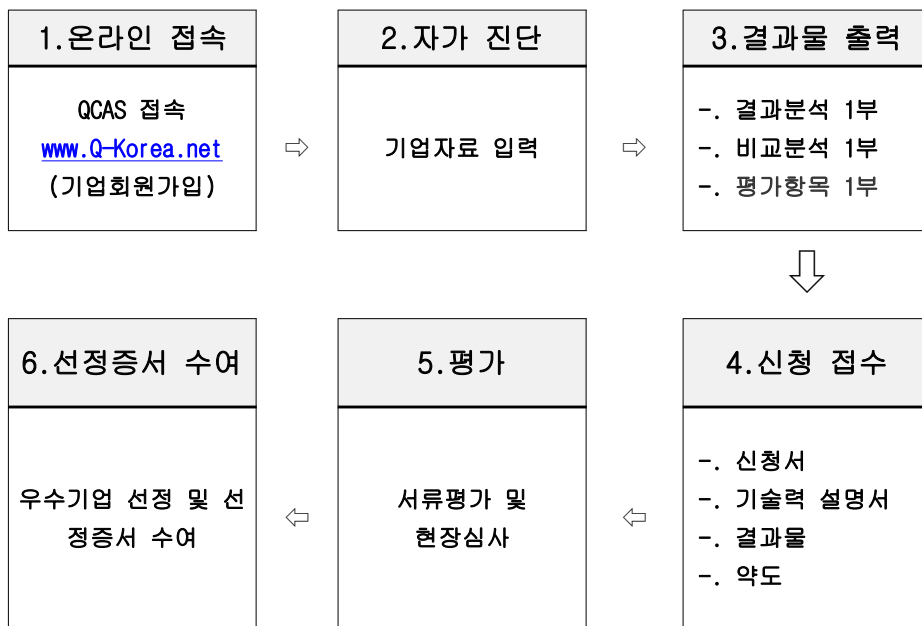 1.온라인 접속
QCAS 접속
www.Q-Korea.net
(기업회원가입)
2.자가 진단
기업자료 입력
3.결과물 출력
-. 결과분석 1부
-. 비교분석 1부
-. 평가항목 1부
4.신청 접수
-. 신청서
-. 기술력 설명서
-. 결과물
-. 약도
5.평가
서류평가 및
현장심사
6.선정증서 수여
우수기업 선정 및 선
정증서 수여